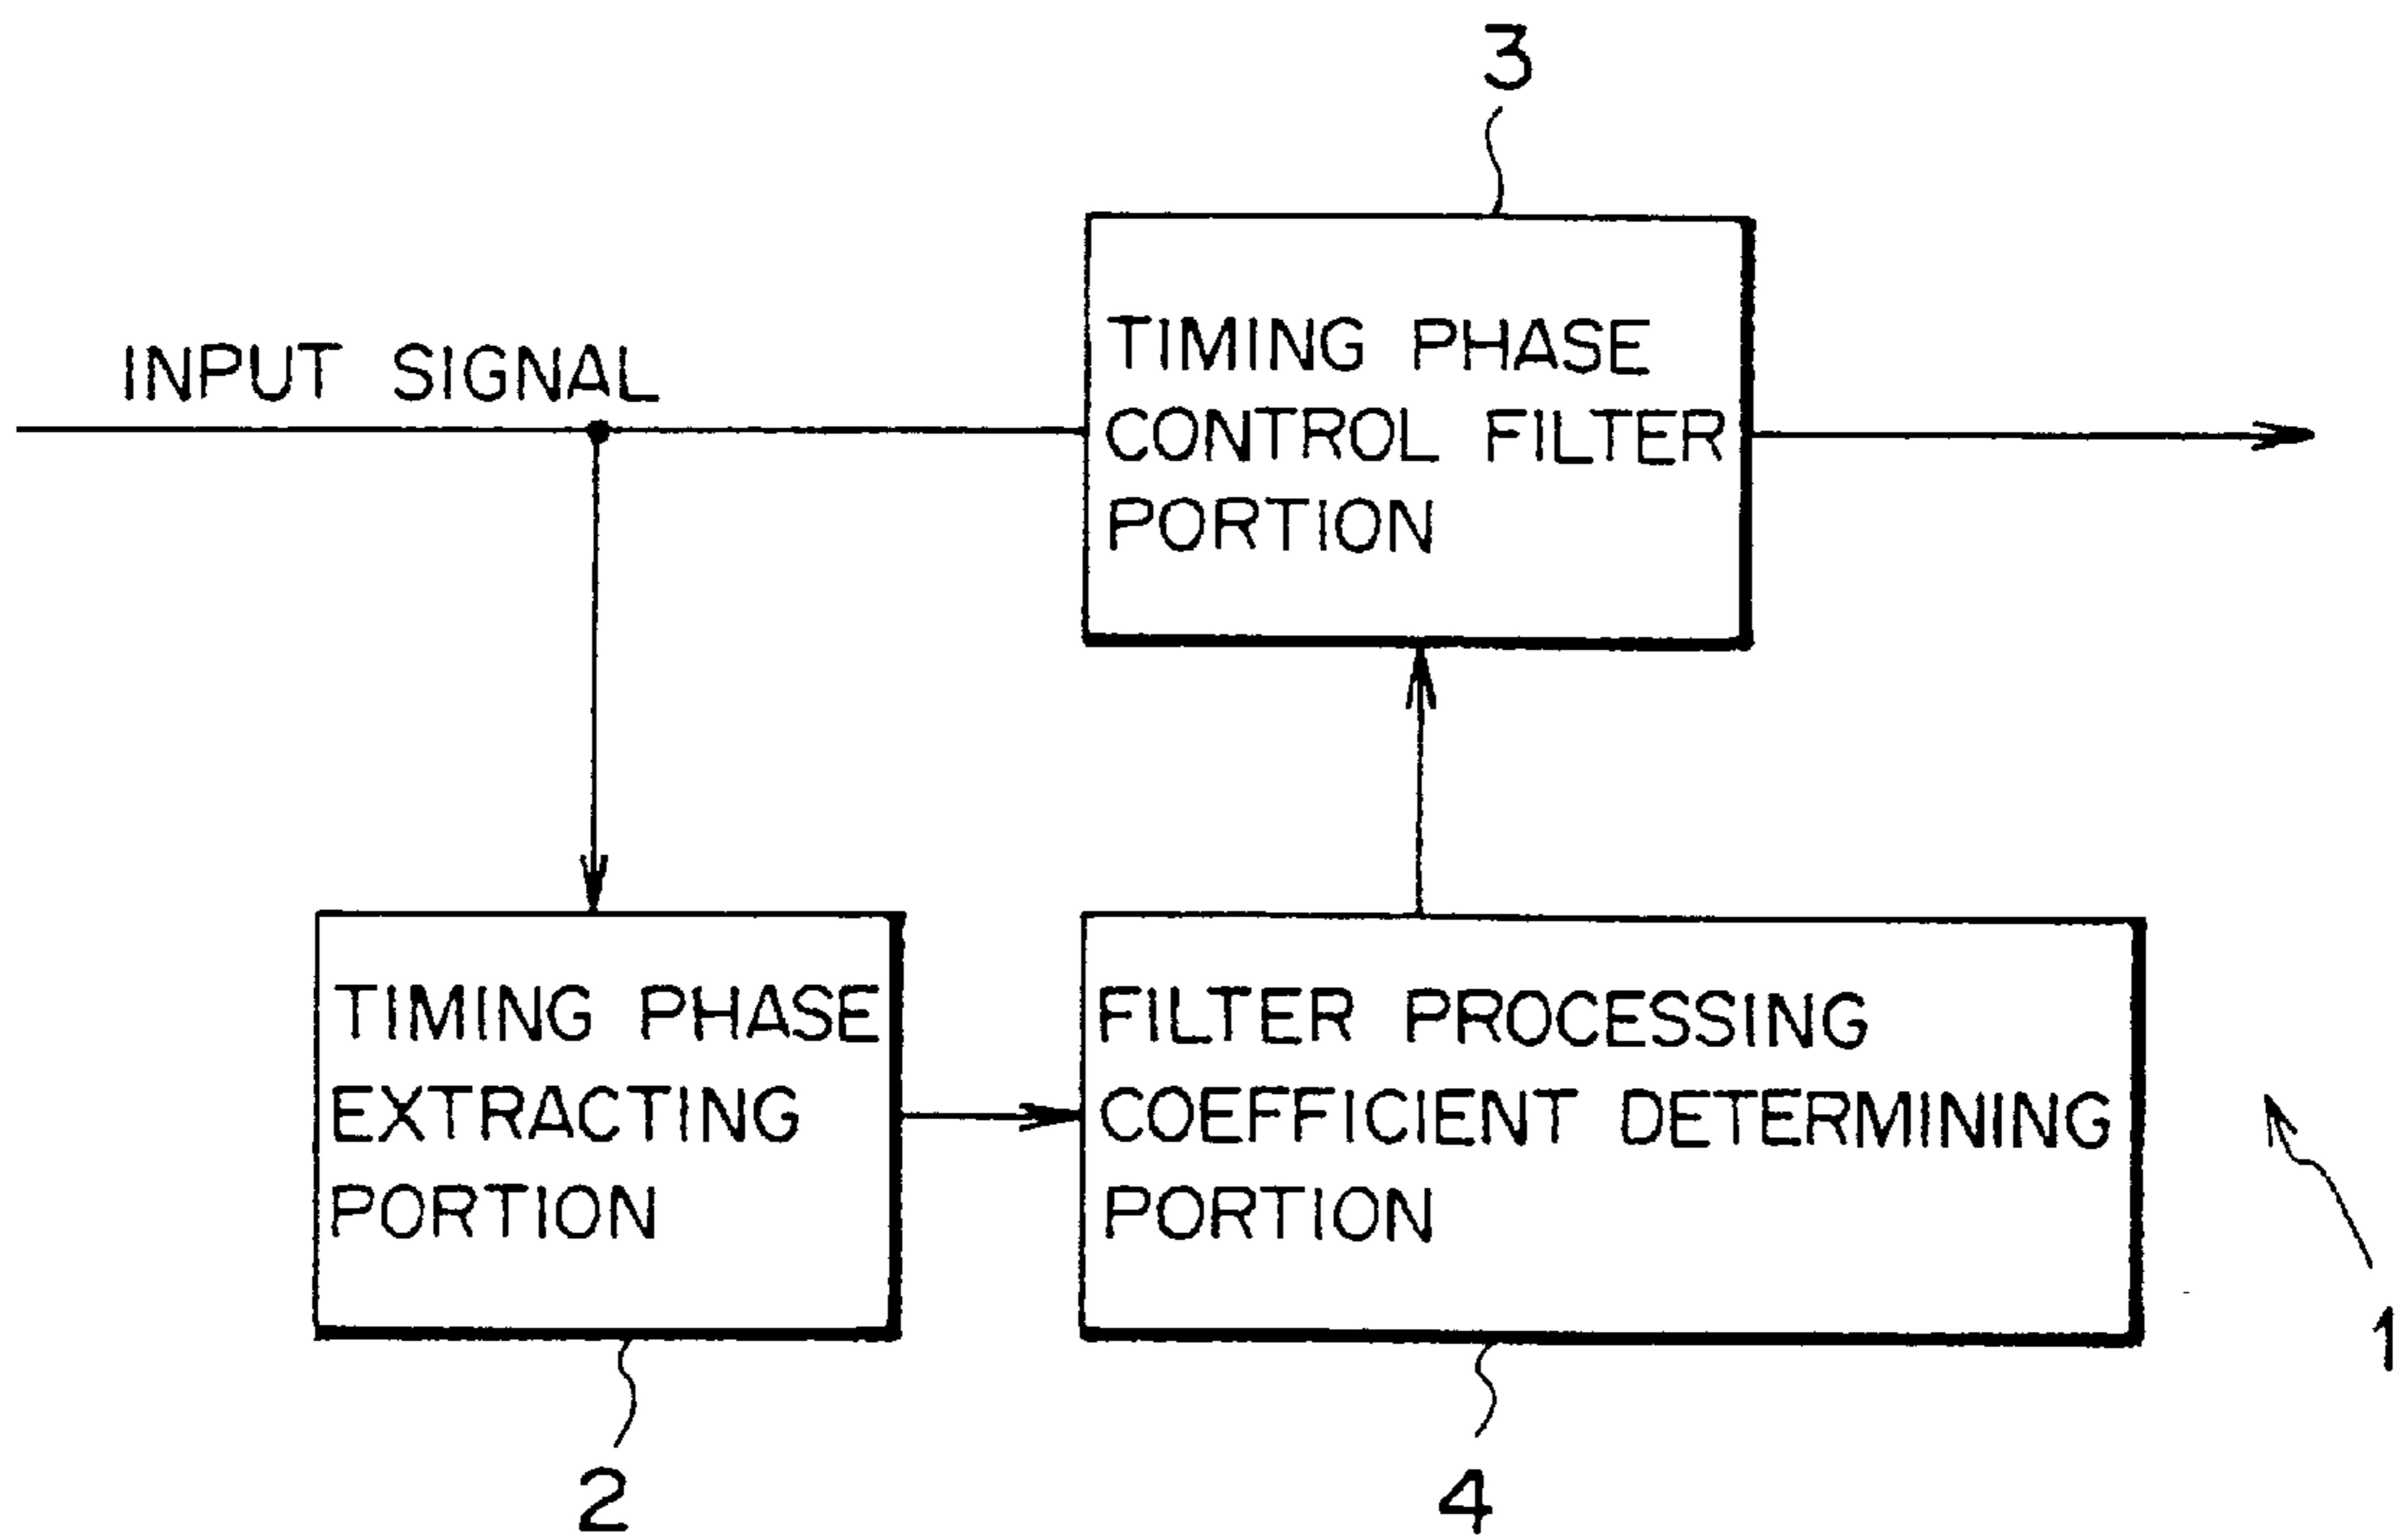 3
TIMING PHASE
CONTROL FILTER
PORTION
INPUT SIGNAL
TIMING PHASE
EXTRACTING
PORTION
FILTER PROCESSING
COEFFICIENT DETERMINING
PORTION
1
2
4